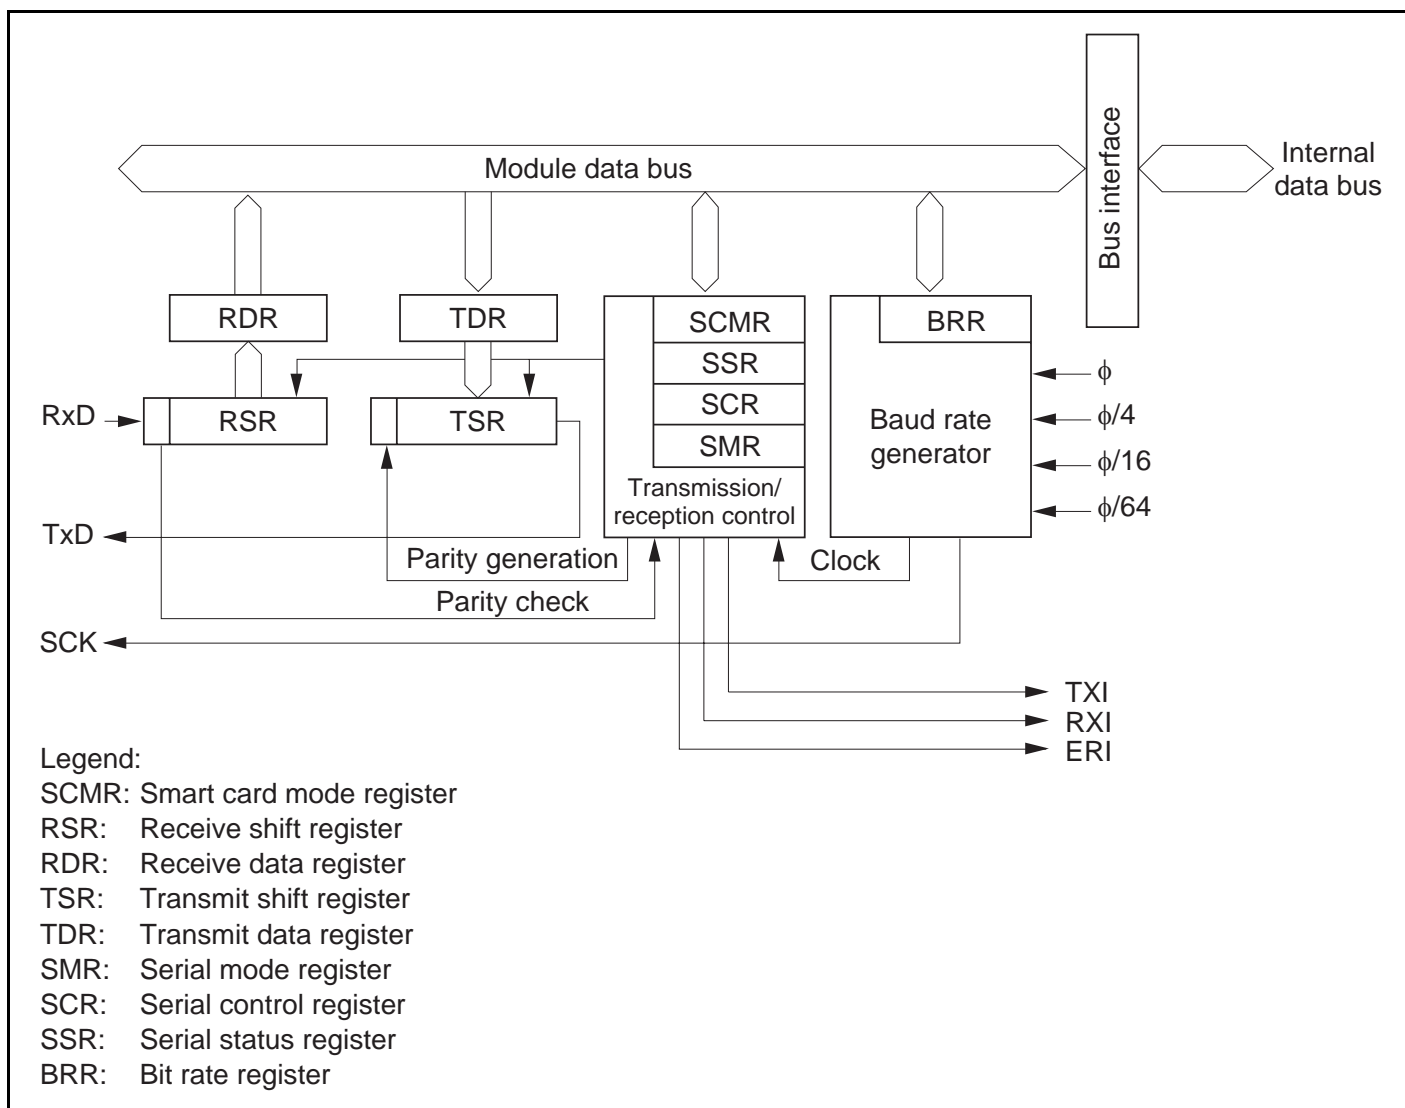 Bus interface
Module data bus
Internal
data bus
RDR
TDR
SCMR
BRR
SSR
SCR
SMR
RxD
RSR
TSR
Baud rate
generator
ϕ
ϕ/4
ϕ/16
ϕ/64
Transmission/
reception control
TxD
Parity generation
Clock
Parity check
SCK
TXI
RXI
ERI
Legend:
SCMR: Smart card mode register
RSR: Receive shift register
RDR: Receive data register
TSR: Transmit shift register
TDR: Transmit data register
SMR: Serial mode register
SCR: Serial control register
SSR: Serial status register
BRR: Bit rate register